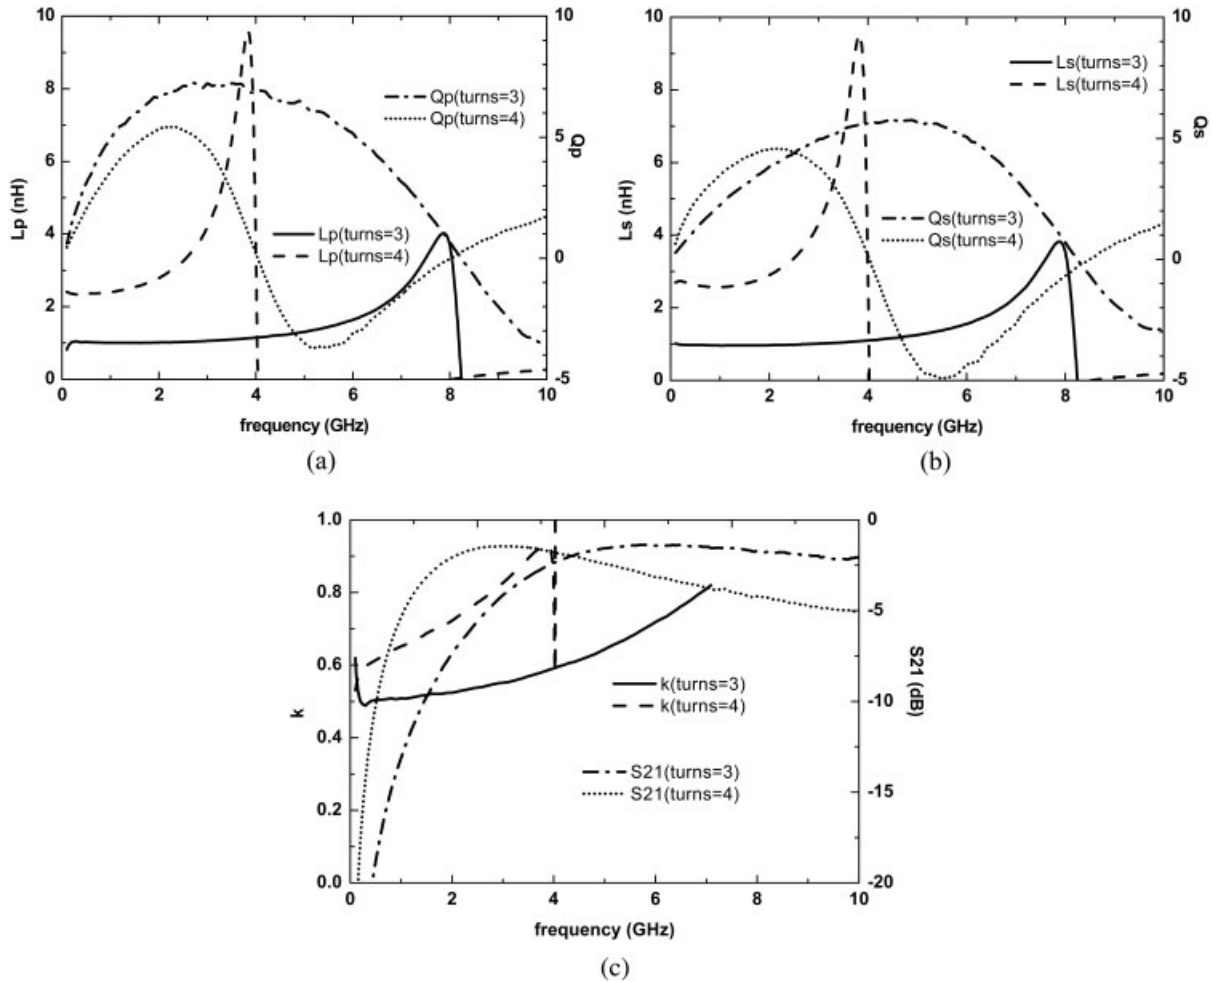 10
8
6
4
2
0
Lp (nH)
10
5
0
-5
Qp
Qp(turns=3)
Qp(turns=4)
Lp(turns=3)
Lp(turns=4)
0 2 4 6 8 10
frequency (GHz)
(a)
10
8
6
4
2
0
Ls (nH)
10
5
0
-5
Qs
Ls(turns=3)
Ls(turns=4)
Qs(turns=3)
Qs(turns=4)
0 2 4 6 8 10
frequency (GHz)
(b)
1.0
0.8
0.6
0.4
0.2
0.0
k
0
-5
-10
-15
-20
S21 (dB)
k(turns=3)
k(turns=4)
S21(turns=3)
S21(turns=4)
0 2 4 6 8 10
frequency (GHz)
(c)